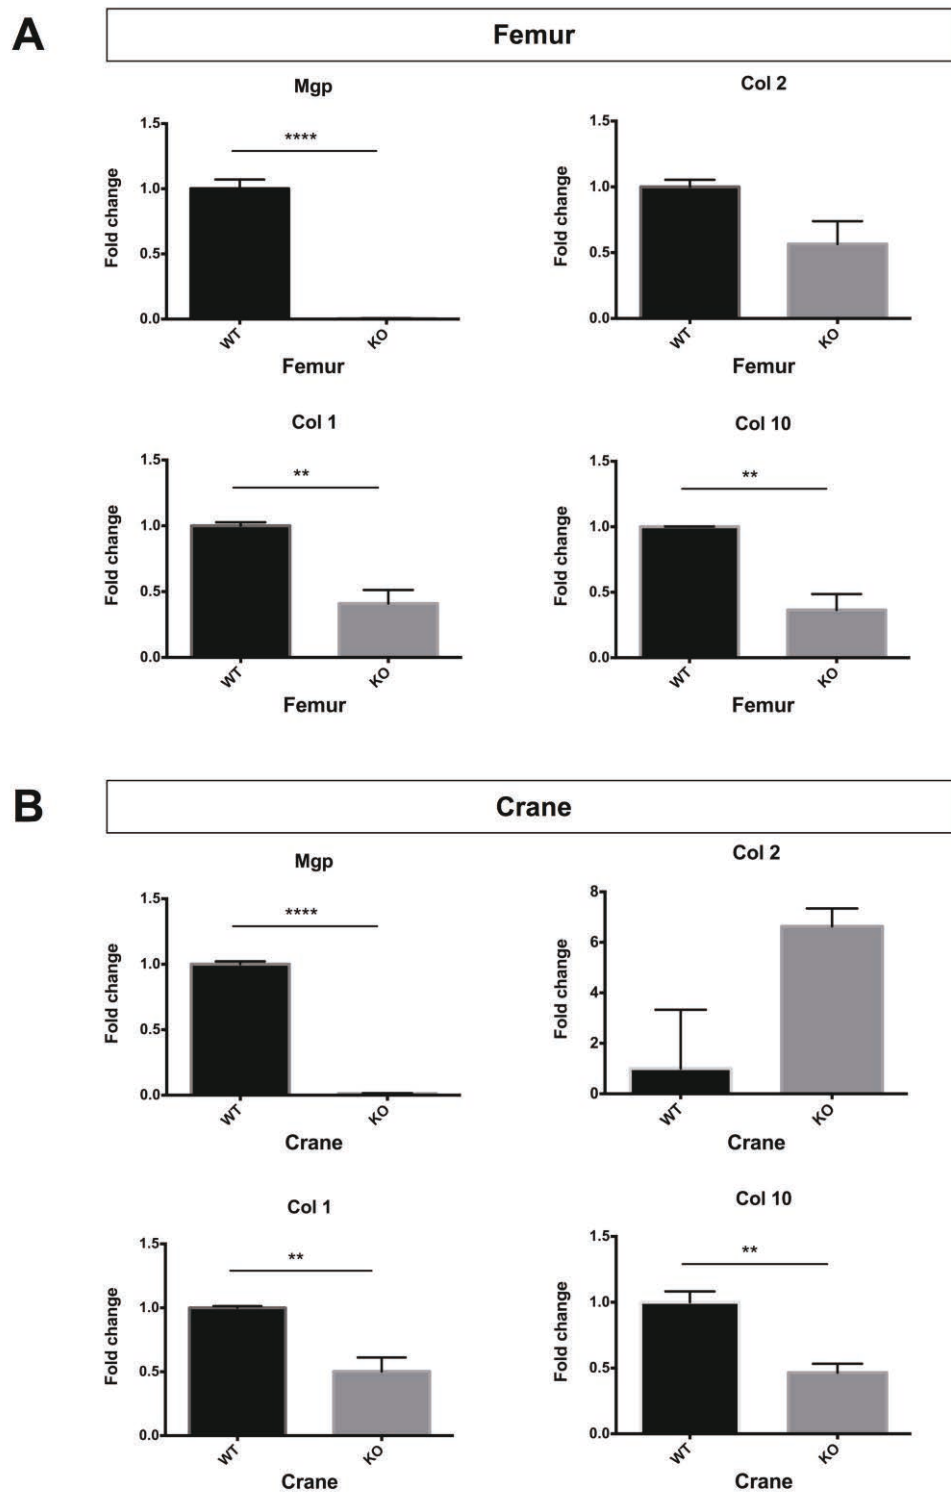 A
Femur
Mgp
1.5
1.0
0.5
0.0
Fold change
****
WT
KO
Femur
Col 2
1.5
1.0
0.5
0.0
Fold change
WT
KO
Femur
Col 1
1.5
1.0
0.5
0.0
Fold change
**
WT
KO
Femur
Col 10
1.5
1.0
0.5
0.0
Fold change
**
WT
KO
Femur
B
Crane
Mgp
1.5
1.0
0.5
0.0
Fold change
****
WT
KO
Crane
Col 2
8
6
4
2
0
Fold change
WT
KO
Crane
Col 1
1.5
1.0
0.5
0.0
Fold change
**
WT
KO
Crane
Col 10
1.5
1.0
0.5
0.0
Fold change
**
WT
KO
Crane